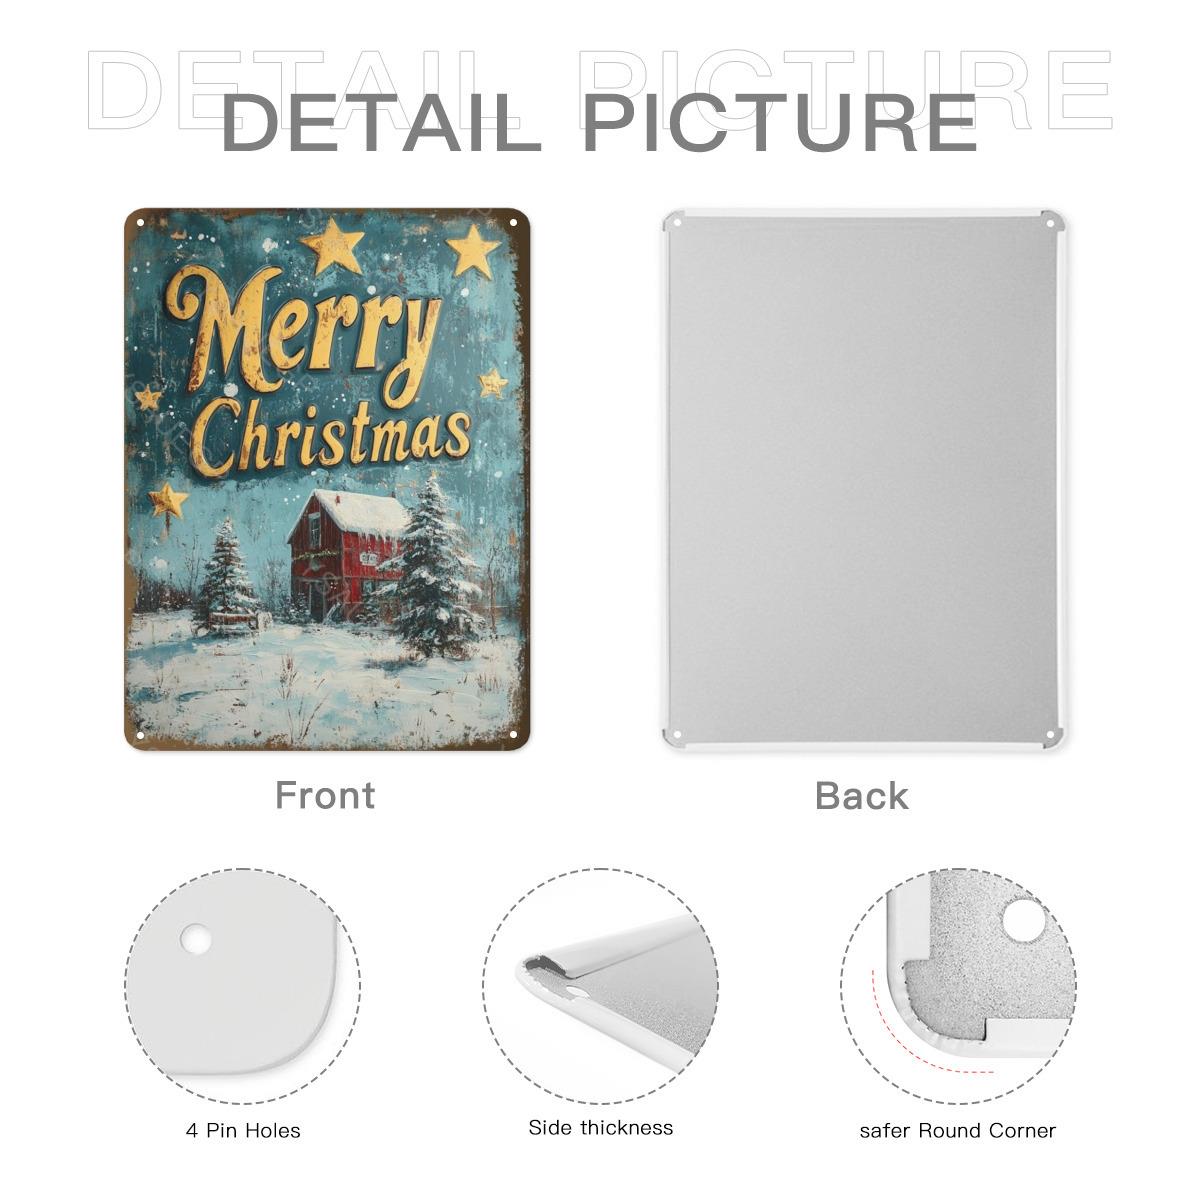 DETAIL PICTURE
DETAIL PICTURE
Merry
Christmas
Front
Back
4 Pin Holes
Side thickness
safer Round Corner